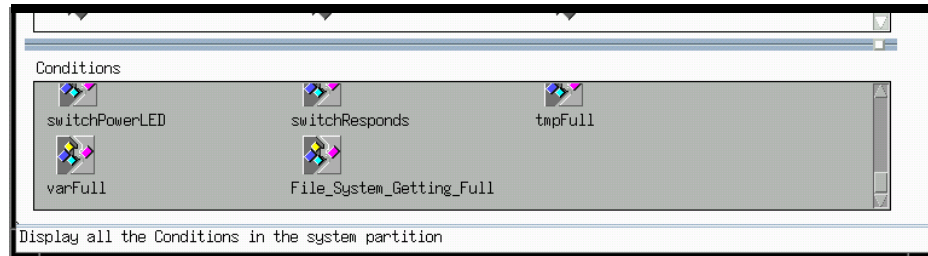 Conditions
switchPowerLED switchResponds tmpFull
varFull File_System_Getting_Full
Display all the Conditions in the system partition